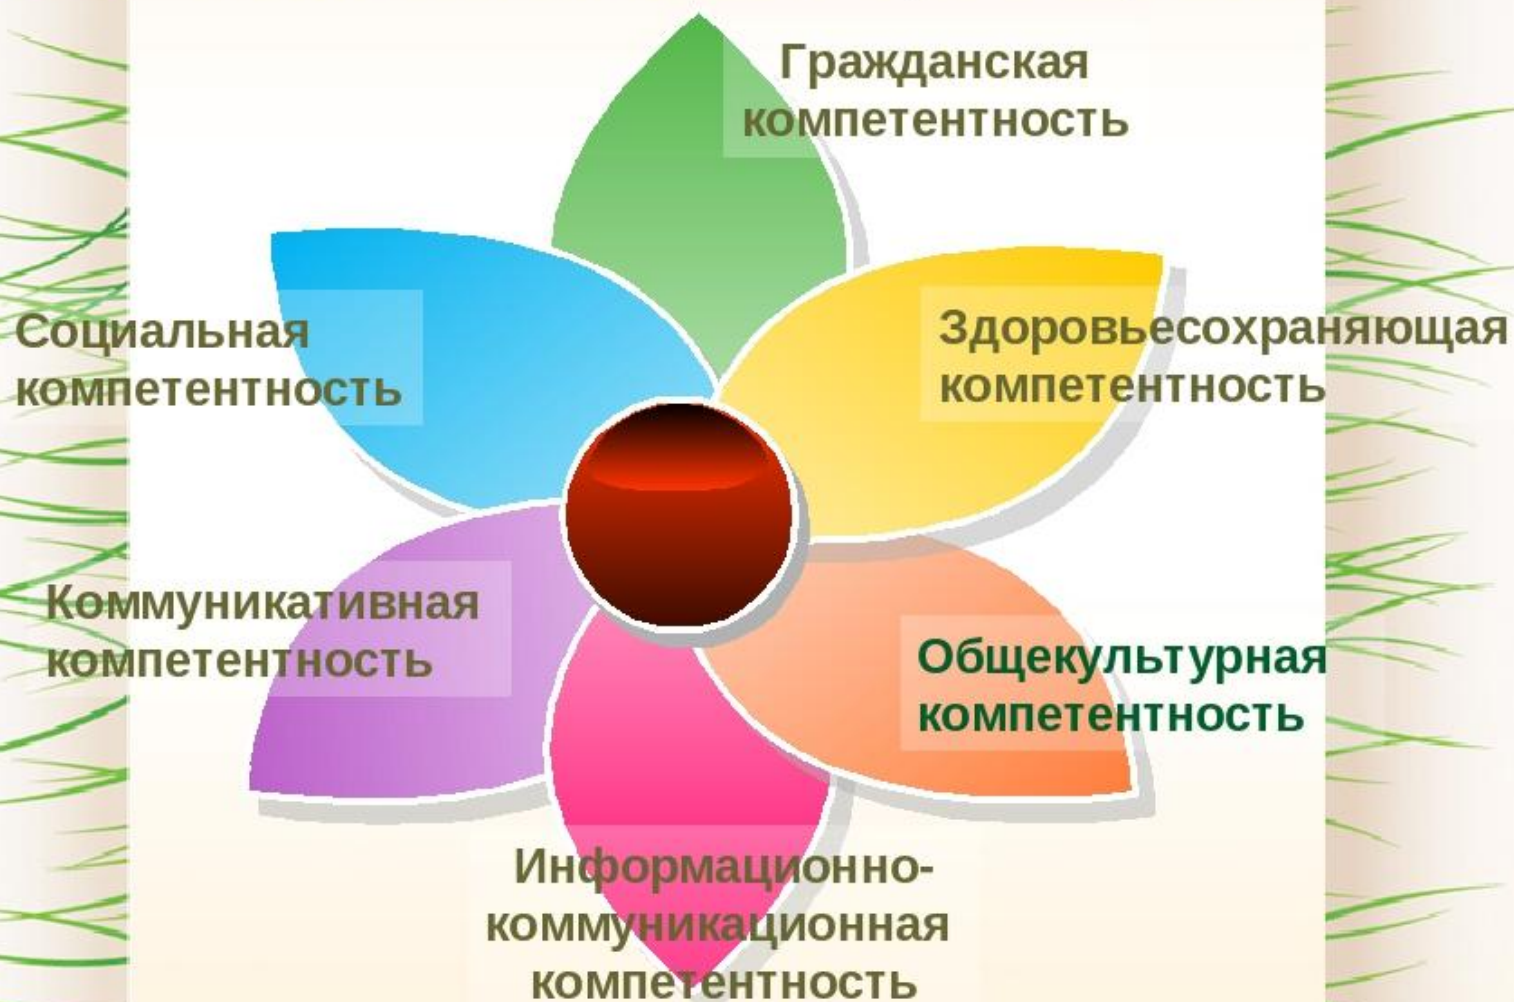 Гражданская
компетентность
Социальная
компетентность
Здоровьесохраняющая
компетентность
Коммуникативная
компетентность
Общекультурная
компетентность
Информационно-
коммуникационная
компетентность